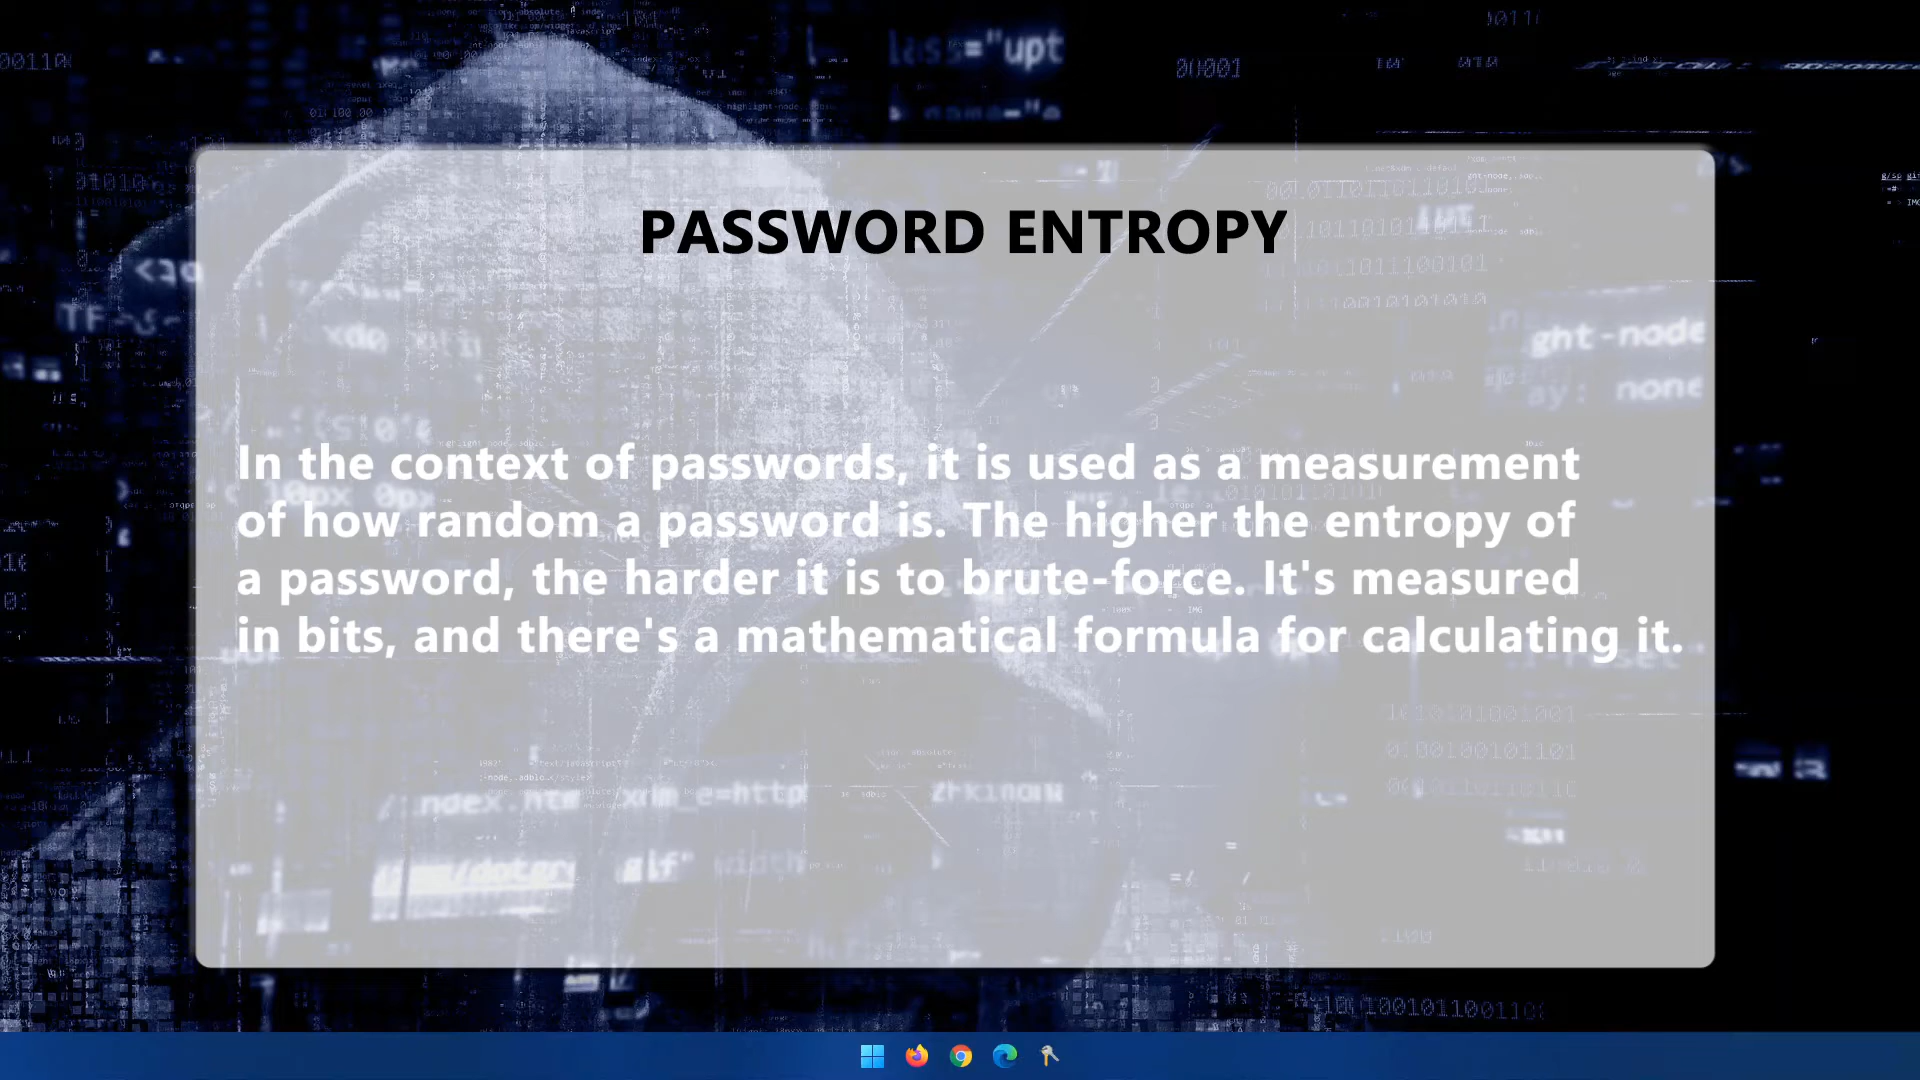 PASSWORD ENTROPY
In the context of passwords, it is used as a measurement
of how random a password is. The higher the entropy of
a password, the harder it is to brute-force. It's measured
in bits, and there's a mathematical formula for calculating it.